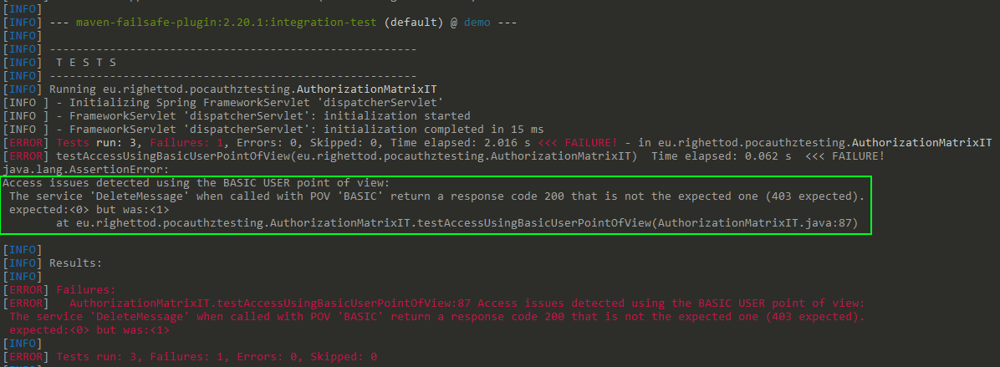 [INFO]
[INFO] --- maven-failsafe-plugin:2.20.1:integration-test (default) @ demo ---
[INFO]
[INFO] -------------------------------------------------------
[INFO]  T E S T S
[INFO] -------------------------------------------------------
[INFO] Running eu.righettod.pocauthztesting.AuthorizationMatrixIT
[INFO ] - Initializing Spring FrameworkServlet 'dispatcherServlet'
[INFO ] - FrameworkServlet 'dispatcherServlet': initialization started
[INFO ] - FrameworkServlet 'dispatcherServlet': initialization completed in 15 ms
[ERROR] Tests run: 3, Failures: 1, Errors: 0, Skipped: 0, Time elapsed: 2.016 s <<< FAILURE! - in eu.righettod.pocauthztesting.AuthorizationMatrixIT
[ERROR] testAccessUsingBasicUserPointOfView(eu.righettod.pocauthztesting.AuthorizationMatrixIT)  Time elapsed: 0.062 s  <<< FAILURE!
java.lang.AssertionError:
Access issues detected using the BASIC USER point of view:
 The service 'DeleteMessage' when called with POV 'BASIC' return a response code 200 that is not the expected one (403 expected).
 expected:<0> but was:<1>
        at eu.righettod.pocauthztesting.AuthorizationMatrixIT.testAccessUsingBasicUserPointOfView(AuthorizationMatrixIT.java:87)
[INFO]
[INFO] Results:
[INFO]
[ERROR] Failures:
[ERROR]   AuthorizationMatrixIT.testAccessUsingBasicUserPointOfView:87 Access issues detected using the BASIC USER point of view:
 The service 'DeleteMessage' when called with POV 'BASIC' return a response code 200 that is not the expected one (403 expected).
 expected:<0> but was:<1>
[INFO]
[ERROR] Tests run: 3, Failures: 1, Errors: 0, Skipped: 0